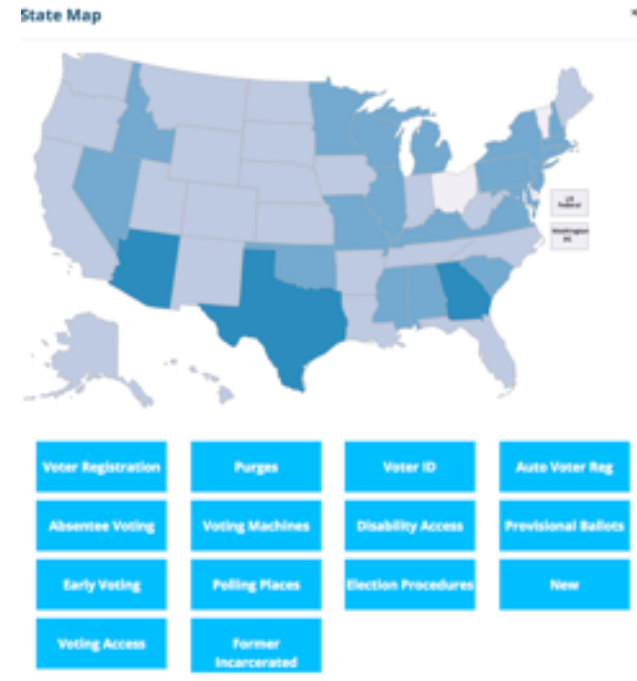 State Map
US
Federal
Washington
DC
Voter Registration
Purges
Voter ID
Auto Voter Reg
Absentee Voting
Voting Machines
Disability Access
Provisional Ballots
Early Voting
Polling Places
Election Procedures
New
Voting Access
Former
Incarcerated